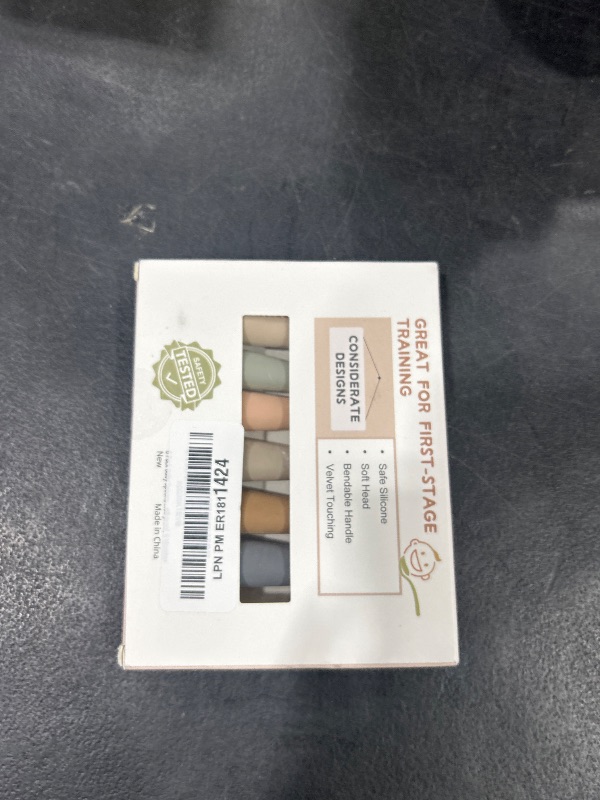 GREAT FOR FIRST-STAGE
TRAINING
CONSIDERATE
DESIGNS
• Safe Silicone
• Soft Head
• Bendable Handle
• Velvet Touching
SAFETY
TESTED
LPN PM ER1811424
New
Made in China